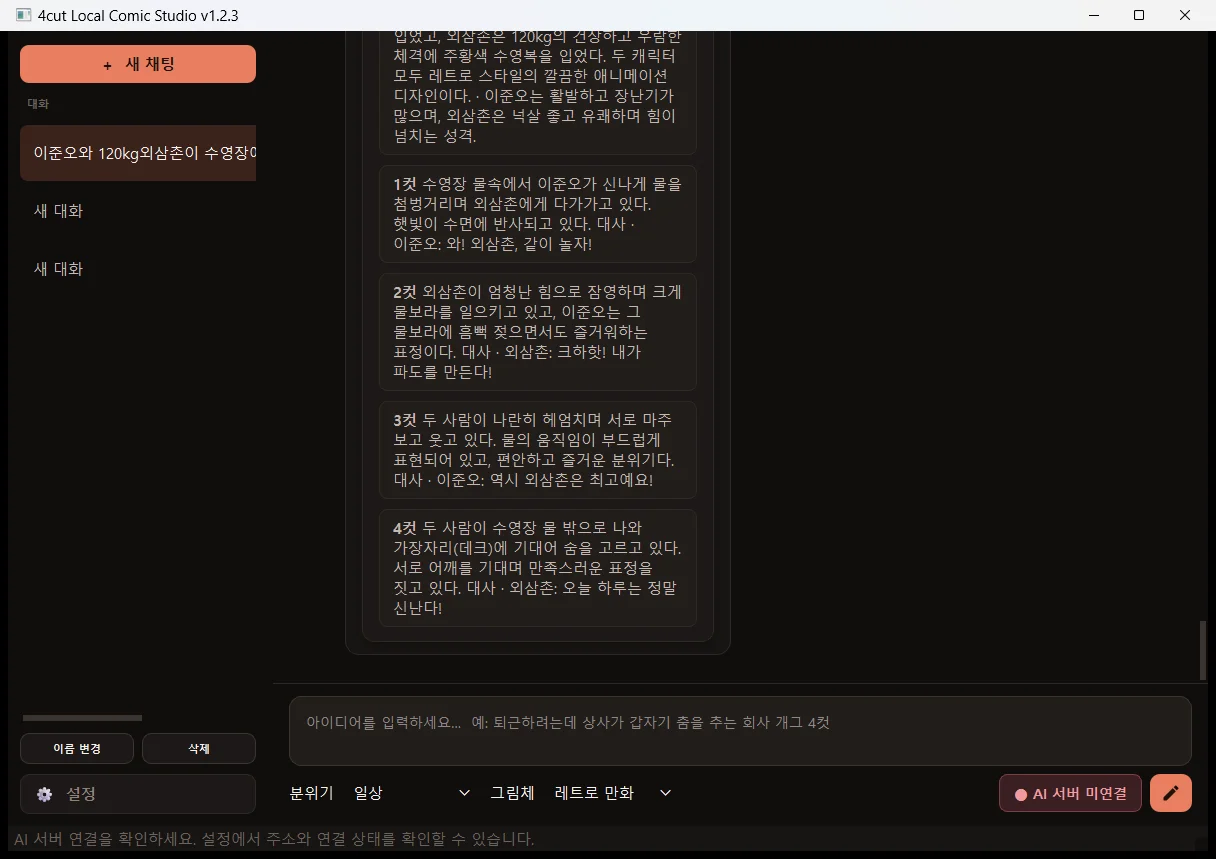 4cut Local Comic Studio v1.2.3
+ 새 채팅
대화
이준오와 120kg외삼촌이 수영장에
새 대화
새 대화
이름 변경
삭제
설정
입었고, 외삼촌은 120kg의 건장하고 우람한
체격에 주황색 수영복을 입었다. 두 캐릭터
모두 레트로 스타일의 깔끔한 애니메이션
디자인이다. · 이준오는 활발하고 장난기가
많으며, 외삼촌은 넉살 좋고 유쾌하며 힘이
넘치는 성격.
1컷 수영장 물속에서 이준오가 신나게 물을
첨벙거리며 외삼촌에게 다가가고 있다.
햇빛이 수면에 반사되고 있다. 대사 ·
이준오: 와! 외삼촌, 같이 놀자!
2컷 외삼촌이 엄청난 힘으로 잠영하며 크게
물보라를 일으키고 있고, 이준오는 그
물보라에 흠뻑 젖으면서도 즐거워하는
표정이다. 대사 · 외삼촌: 크하핫! 내가
파도를 만든다!
3컷 두 사람이 나란히 헤엄치며 서로 마주
보고 웃고 있다. 물의 움직임이 부드럽게
표현되어 있고, 편안하고 즐거운 분위기다.
대사 · 이준오: 역시 외삼촌은 최고예요!
4컷 두 사람이 수영장 물 밖으로 나와
가장자리(데크)에 기대어 숨을 고르고 있다.
서로 어깨를 기대며 만족스러운 표정을
짓고 있다. 대사 · 외삼촌: 오늘 하루는 정말
신난다!
아이디어를 입력하세요... 예: 퇴근하려는데 상사가 갑자기 춤을 주는 회사 개그 4컷
분위기 일상 그림체 레트로 만화
AI 서버 미연결
AI 서버 연결을 확인하세요. 설정에서 주소와 연결 상태를 확인할 수 있습니다.